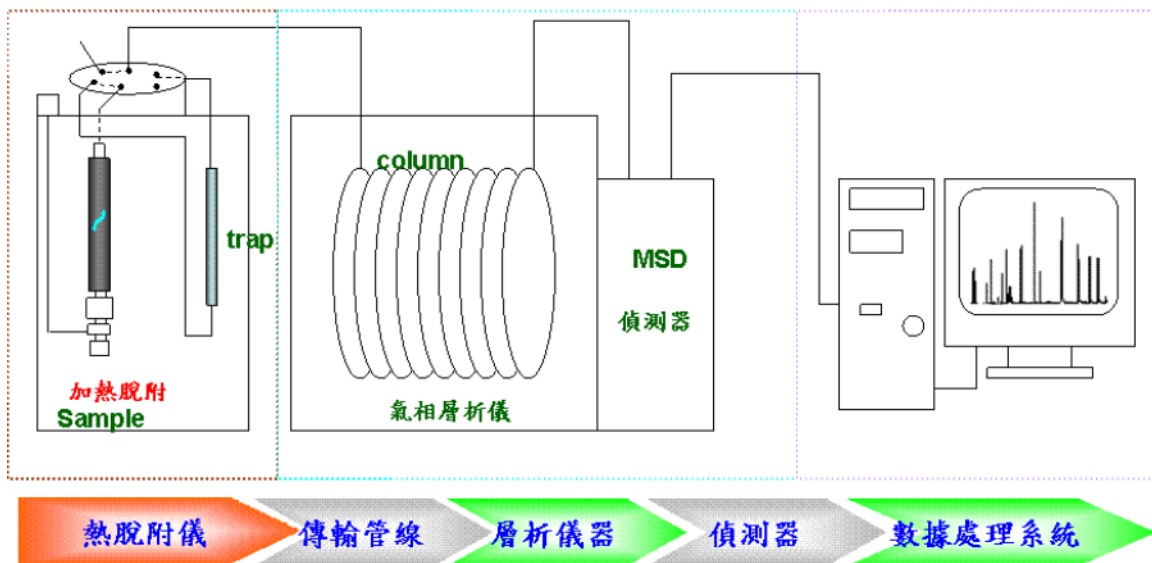 column
trap
MSD
偵測器
加熱脫附
Sample
氣相層析儀
熱脫附儀
傳輸管線
層析儀器
偵測器
數據處理系統